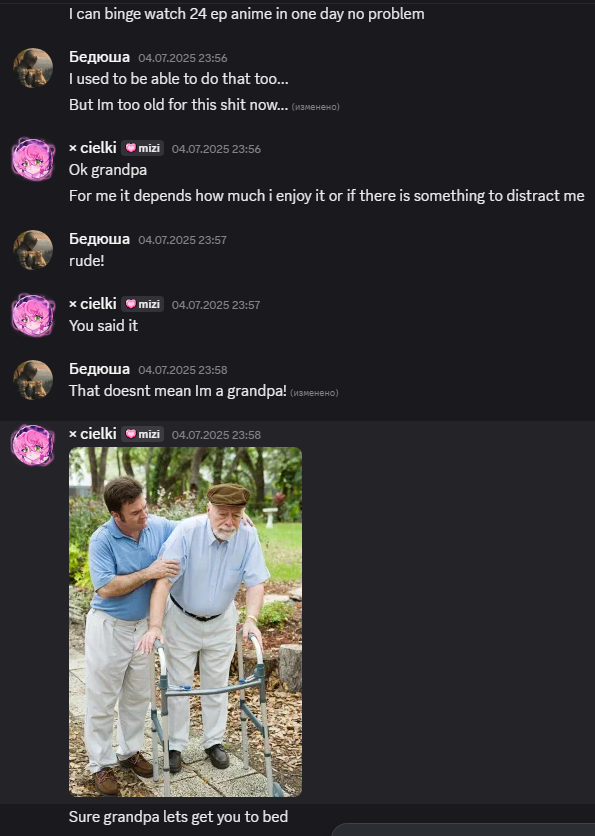 I can binge watch 24 ep anime in one day no problem
Бедюша 04.07.2025 23:56
I used to be able to do that too...
But Im too old for this shit now... (изменено)
× cielki mizi 04.07.2025 23:56
Ok grandpa
For me it depends how much i enjoy it or if there is something to distract me
Бедюша 04.07.2025 23:57
rude!
× cielki mizi 04.07.2025 23:57
You said it
Бедюша 04.07.2025 23:58
That doesnt mean Im a grandpa! (изменено)
× cielki mizi 04.07.2025 23:58
Sure grandpa lets get you to bed